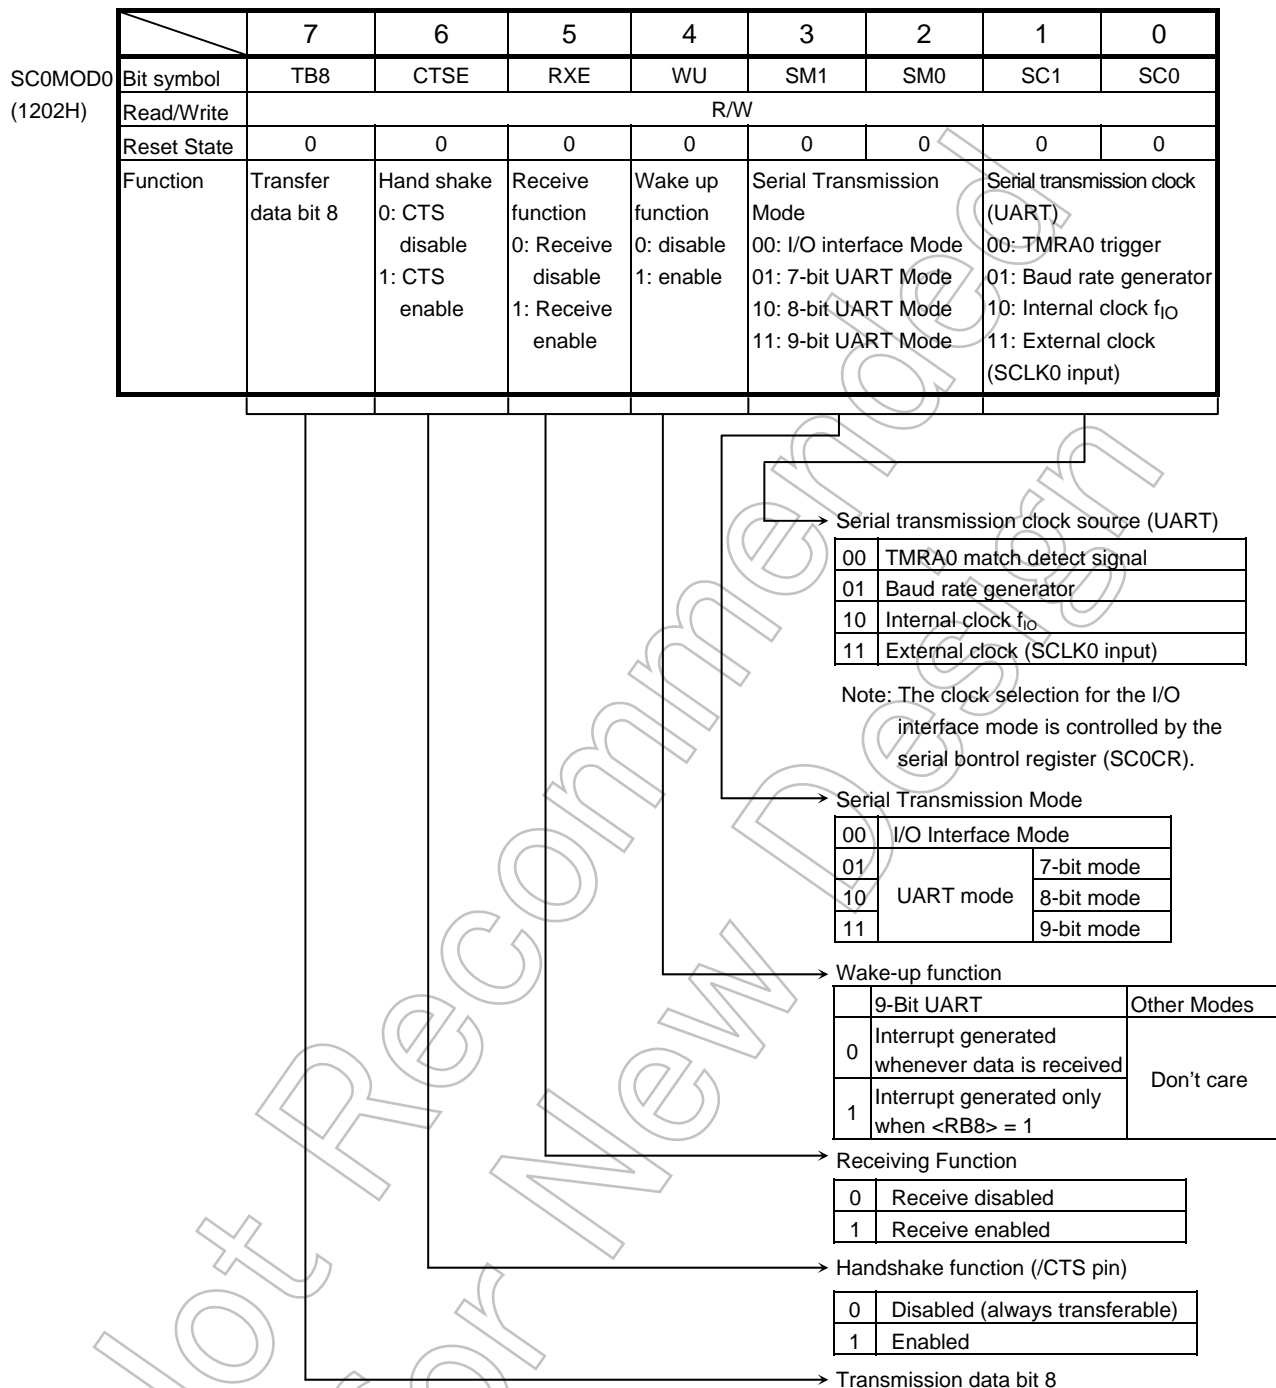 7 6 5 4 3 2 1 0
SC0MOD0 Bit symbol TB8 CTSE RXE WU SM1 SM0 SC1 SC0
(1202H) Read/Write R/W
Reset State 0 0 0 0 0 0 0 0
Function
Transfer
data bit 8
Hand shake
0: CTS
disable
1: CTS
enable
Receive
function
0: Receive
disable
1: Receive
enable
Wake up
function
0: disable
1: enable
Serial Transmission
Mode
00: I/O interface Mode
01: 7-bit UART Mode
10: 8-bit UART Mode
11: 9-bit UART Mode
Serial transmission clock
(UART)
00: TMRA0 trigger
01: Baud rate generator
10: Internal clock fIO
11: External clock
(SCLK0 input)
Serial transmission clock source (UART)
00 TMRA0 match detect signal
01 Baud rate generator
10 Internal clock fIO
11 External clock (SCLK0 input)
Note: The clock selection for the I/O
interface mode is controlled by the
serial bontrol register (SC0CR).
Serial Transmission Mode
00 I/O Interface Mode
01 7-bit mode
10 UART mode 8-bit mode
11 9-bit mode
Wake-up function
9-Bit UART Other Modes
0 Interrupt generated
whenever data is received
Don't care
1 Interrupt generated only
when <RB8> = 1
Receiving Function
0 Receive disabled
1 Receive enabled
Handshake function (/CTS pin)
0 Disabled (always transferable)
1 Enabled
Transmission data bit 8
Not Recommended
for New Design